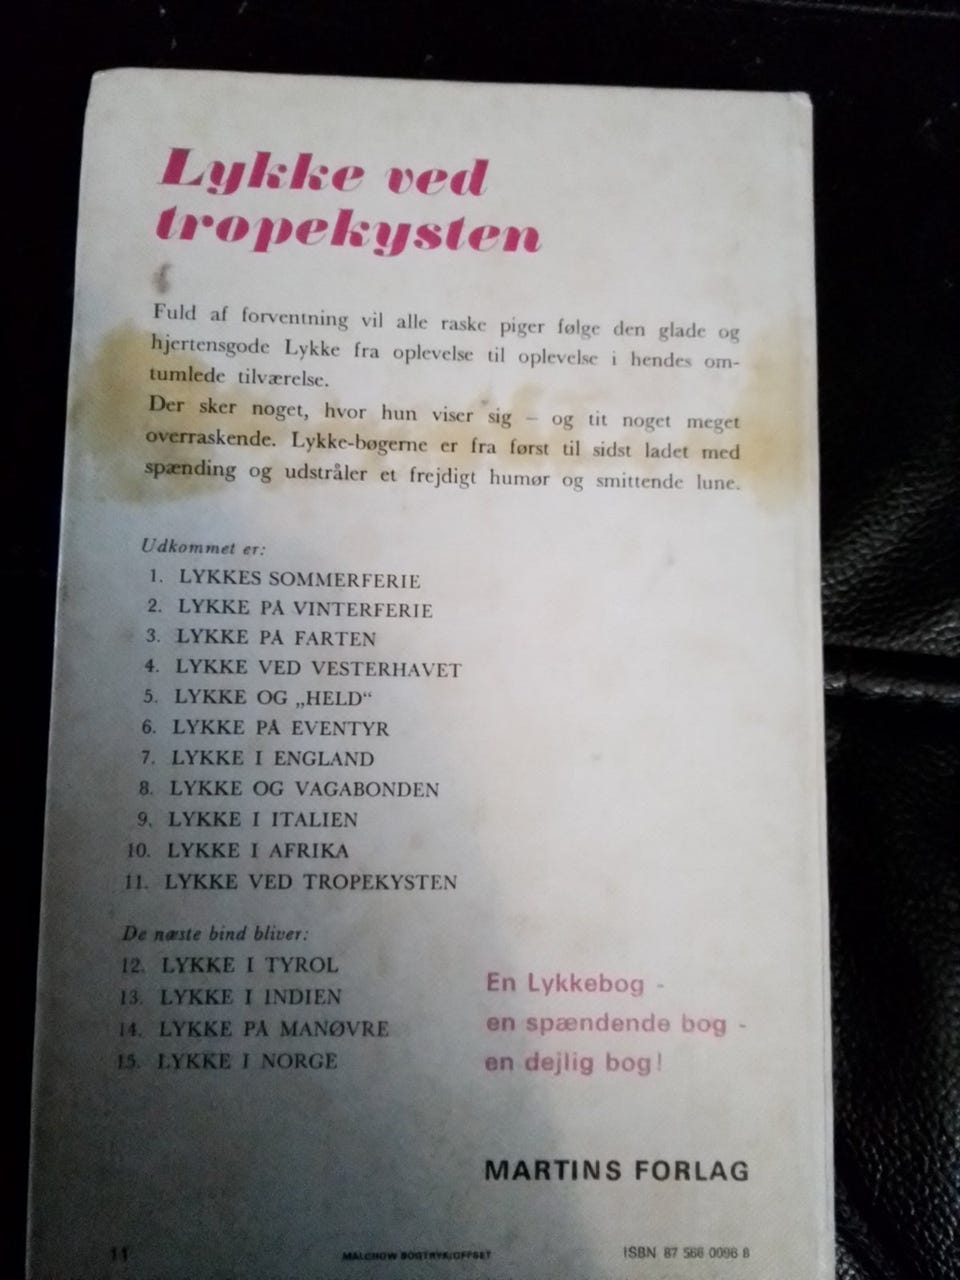 Lykke ved
tropekysten
Fuld af forventning vil alle raske piger følge den glade og
hjertensgode Lykke fra oplevelse til oplevelse i hendes om-
tumlede tilværelse.
Der sker noget, hvor hun viser sig – og tit noget meget
overraskende. Lykke-bøgerne er fra først til sidst ladet med
spænding og udstråler et frejdigt humør og smittende lune.
Udkommet er:
1. LYKKES SOMMERFERIE
2. LYKKE PÅ VINTERFERIE
3. LYKKE PÅ FARTEN
4. LYKKE VED VESTERHAVET
5. LYKKE OG „HELD“
6. LYKKE PÅ EVENTYR
7. LYKKE I ENGLAND
8. LYKKE OG VAGABONDEN
9. LYKKE I ITALIEN
10. LYKKE I AFRIKA
11. LYKKE VED TROPEKYSTEN
De næste bind bliver:
12. LYKKE I TYROL
13. LYKKE I INDIEN
14. LYKKE PÅ MANØVRE
15. LYKKE I NORGE
En Lykkebog -
en spændende bog -
en dejlig bog!
MARTINS FORLAG
11
MALCHOW BOGTRYK/OFFSET
ISBN 87 566 0096 8